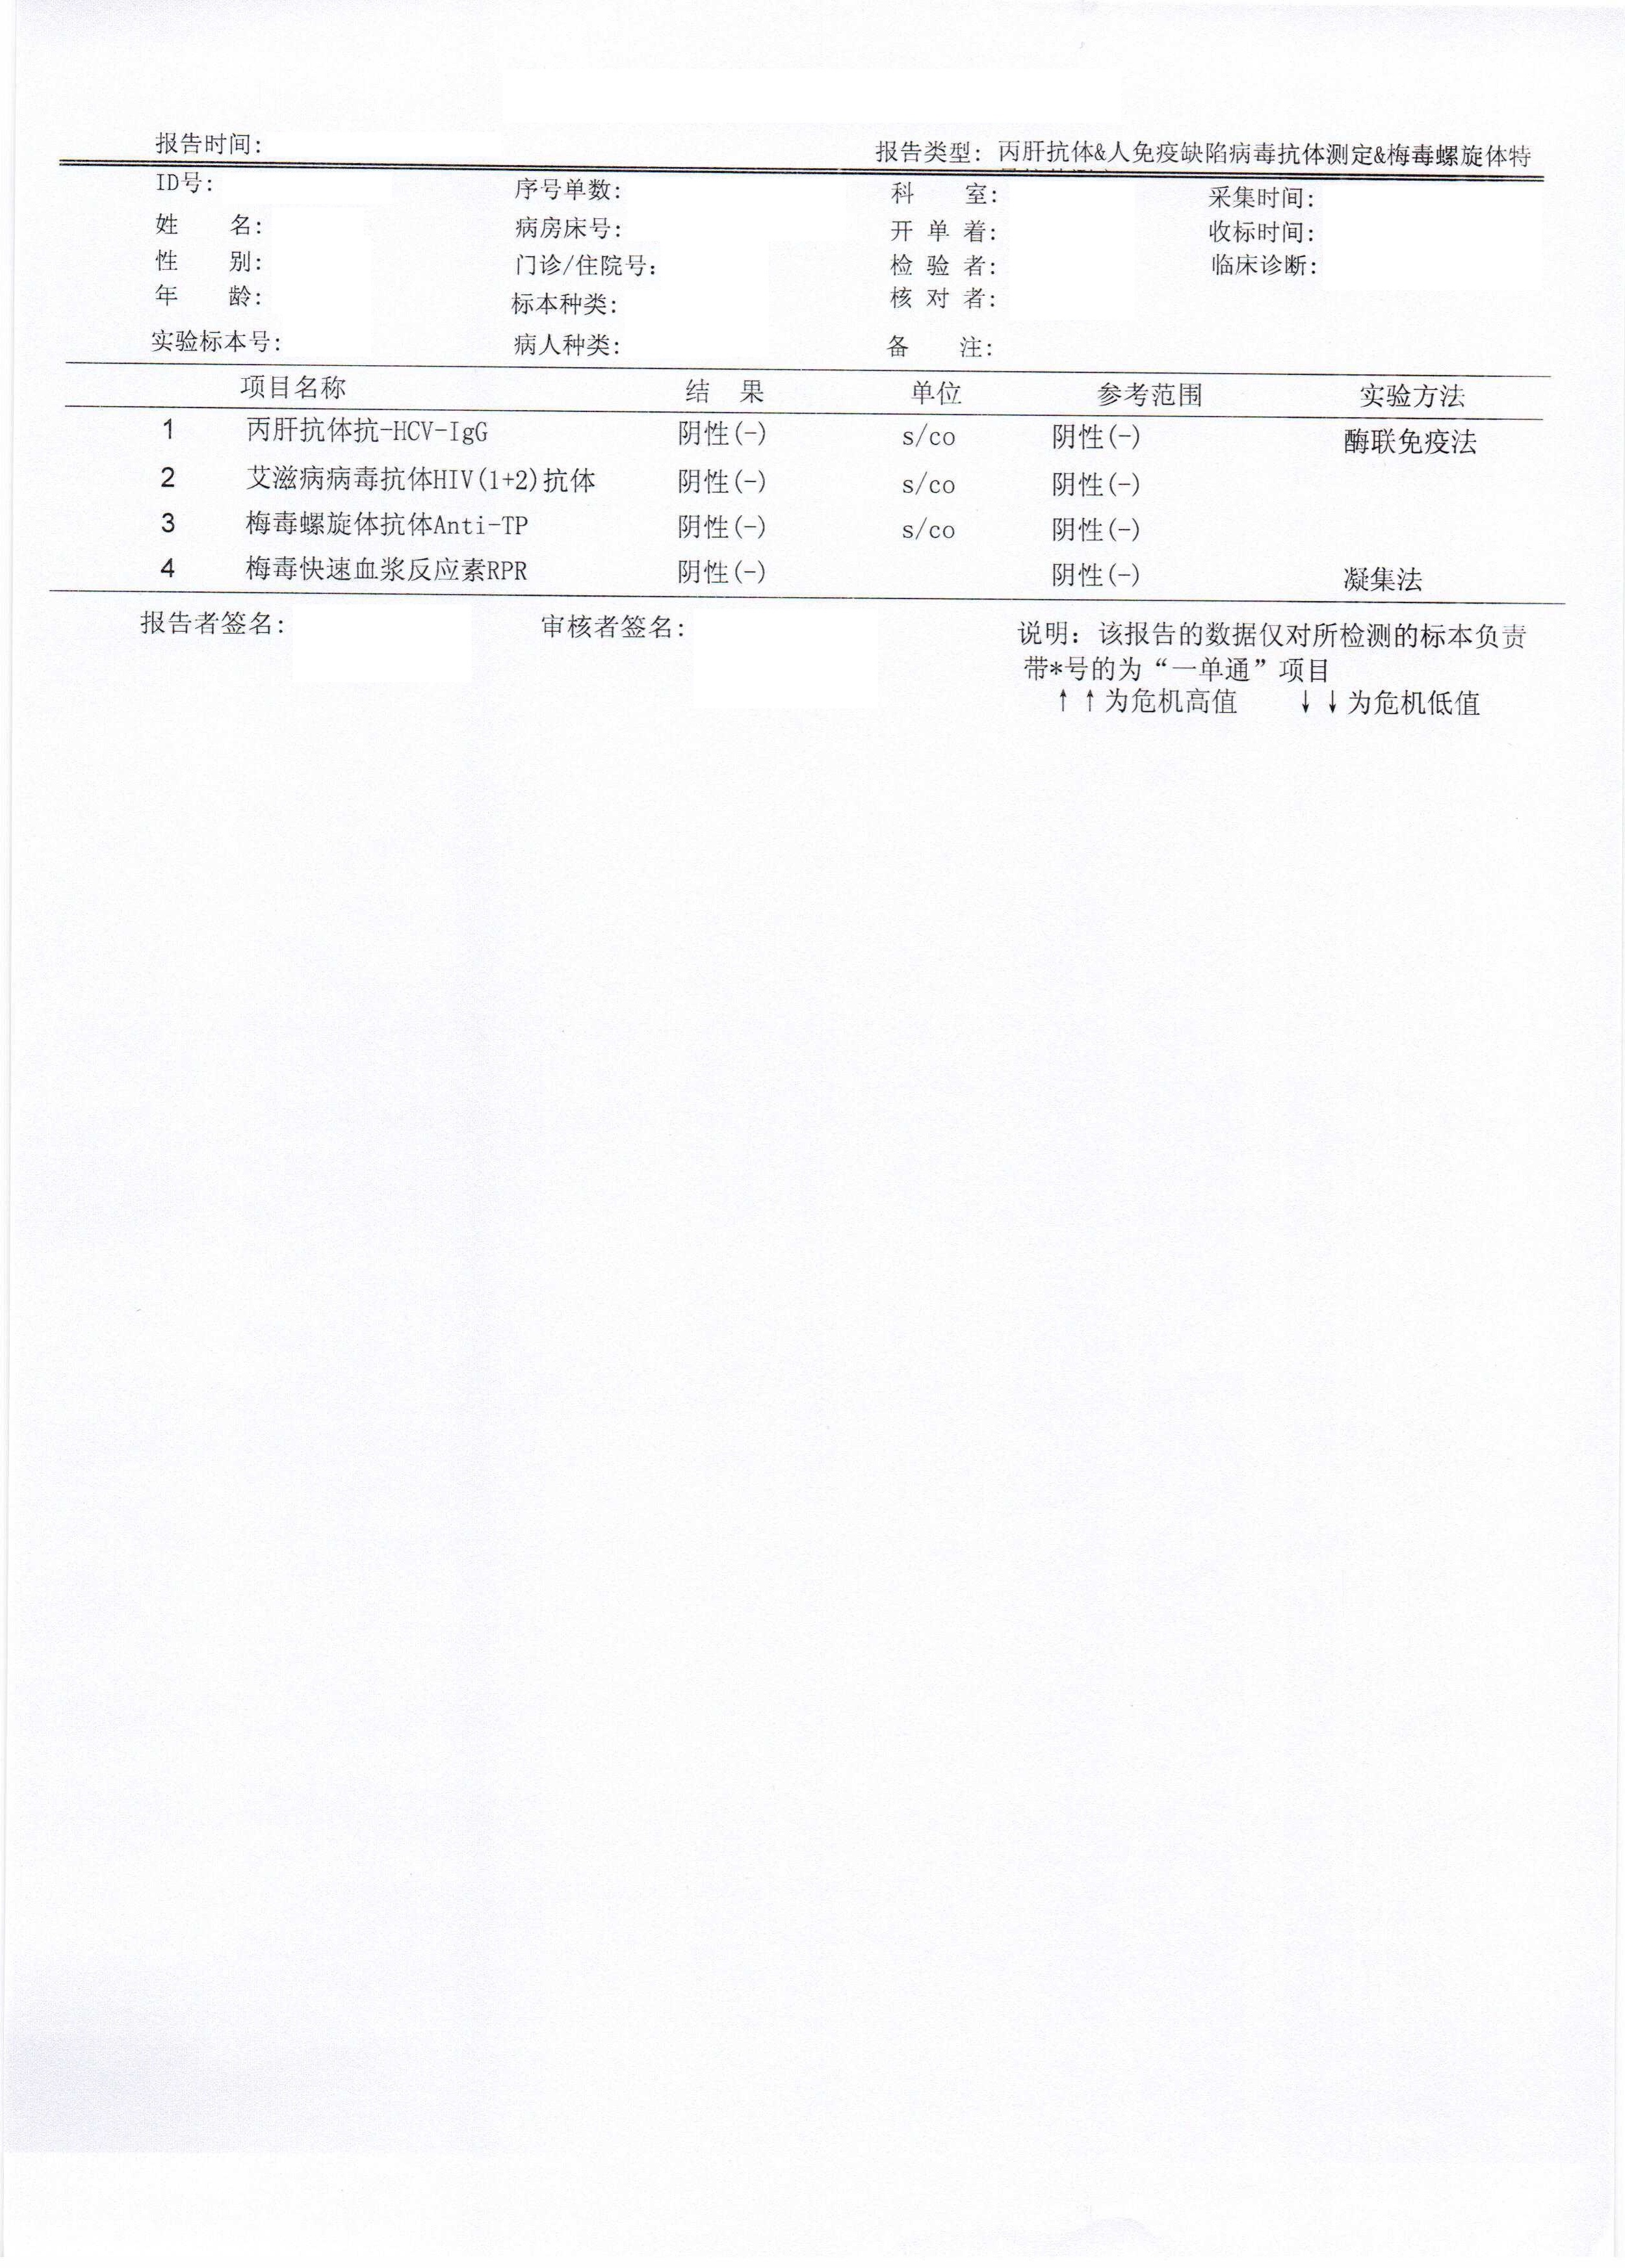 报告时间:
报告类型: 丙肝抗体&人免疫缺陷病毒抗体测定&梅毒螺旋体特
ID号: 序号单数: 科 室: 采集时间:
姓 名: 病房床号: 开 单 着: 收标时间:
性 别: 门诊/住院号: 检 验 者: 临床诊断:
年 龄: 标本种类: 核 对 者:
实验标本号: 病人种类: 备 注:
项目名称 结 果 单位 参考范围 实验方法
1 丙肝抗体抗-HCV-IgG 阴性(-) s/co 阴性(-) 酶联免疫法
2 艾滋病病毒抗体HIV(1+2)抗体 阴性(-) s/co 阴性(-)
3 梅毒螺旋体抗体Anti-TP 阴性(-) s/co 阴性(-)
4 梅毒快速血浆反应素RPR 阴性(-) 阴性(-) 凝集法
报告者签名: 审核者签名: 说明: 该报告的数据仅对所检测的标本负责
带*号的为“一单通”项目
↑↑为危机高值 ↓↓为危机低值